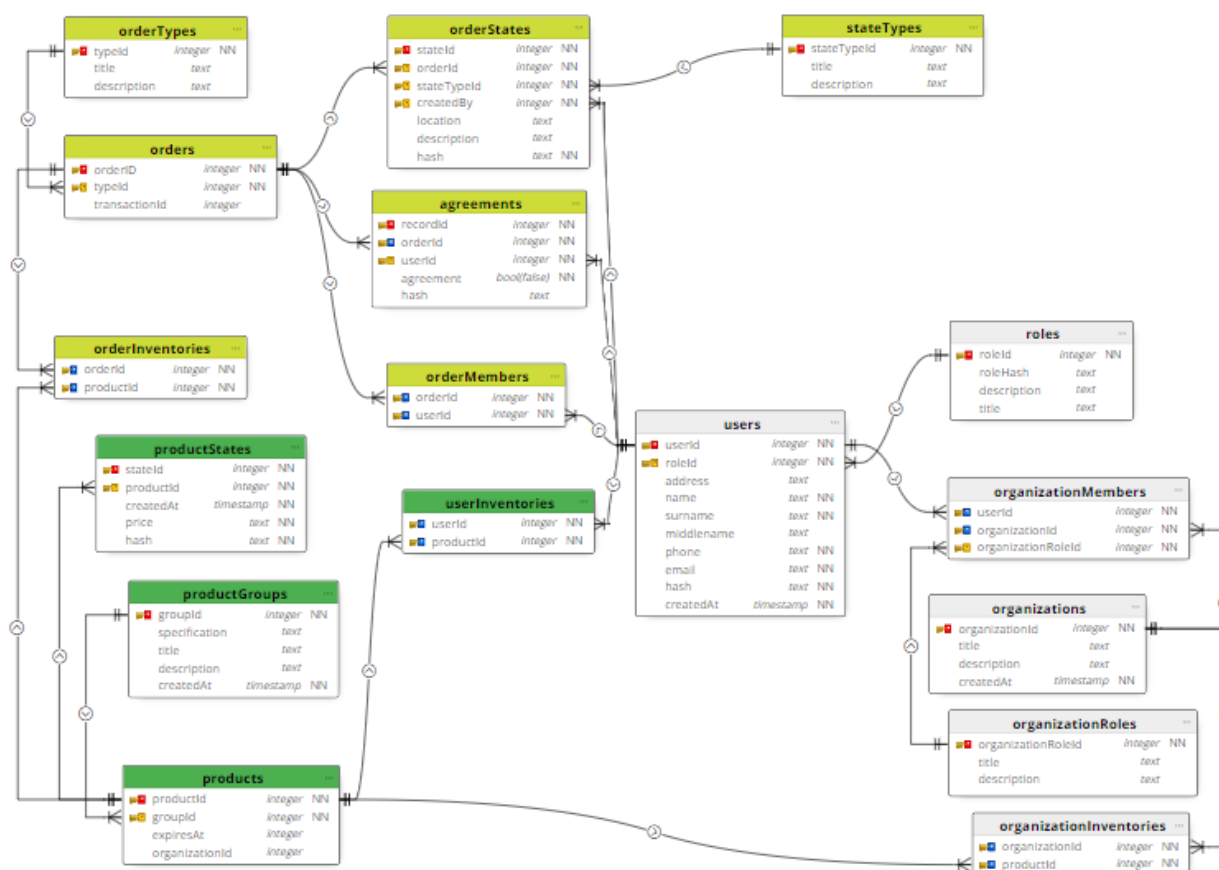 orderTypes
typeId integer NN
title text
description text
orders
orderID integer NN
typeId integer NN
transactionId integer
orderInventories
orderId integer NN
productId integer NN
productStates
stateId integer NN
productId integer NN
createdAt timestamp NN
price text NN
hash text NN
productGroups
groupId integer NN
specification text
title text
description text
createdAt timestamp NN
products
productId integer NN
groupId integer NN
expiresAt integer
organizationId integer
orderStates
stateId integer NN
orderId integer NN
stateTypeId integer NN
createdBy integer NN
location text
description text
hash text NN
agreements
recordId integer NN
orderId integer NN
userId integer NN
agreement bool(false) NN
hash text
orderMembers
orderId integer NN
userId integer NN
userInventories
userId integer NN
productId integer NN
stateTypes
stateTypeId integer NN
title text
description text
users
userId integer NN
roleId integer NN
address text
name text NN
surname text NN
middlename text
phone text NN
email text NN
hash text NN
createdAt timestamp NN
roles
roleId integer NN
roleHash text
description text
title text
organizationMembers
userId integer NN
organizationId integer NN
organizationRoleId integer NN
organizations
organizationId integer NN
title text
description text
createdAt timestamp NN
organizationRoles
organizationRoleId integer NN
title text
description text
organizationInventories
organizationId integer NN
productId integer NN